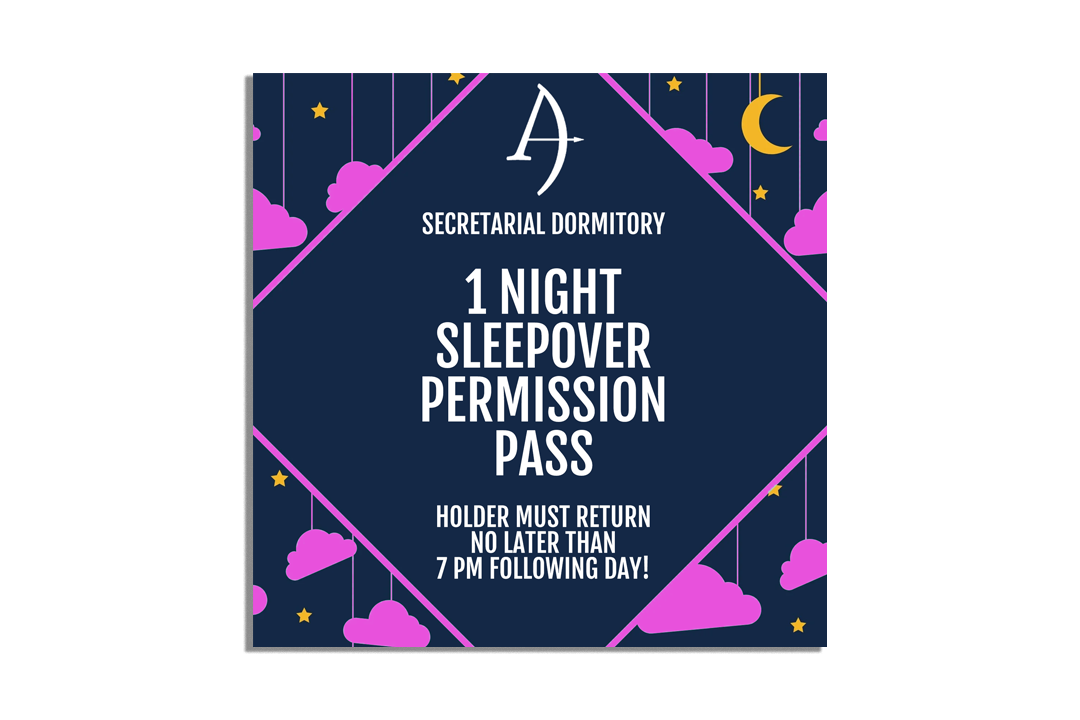 A
SECRETARIAL DORMITORY
1 NIGHT
SLEEPOVER
PERMISSION
PASS
HOLDER MUST RETURN
NO LATER THAN
7 PM FOLLOWING DAY!